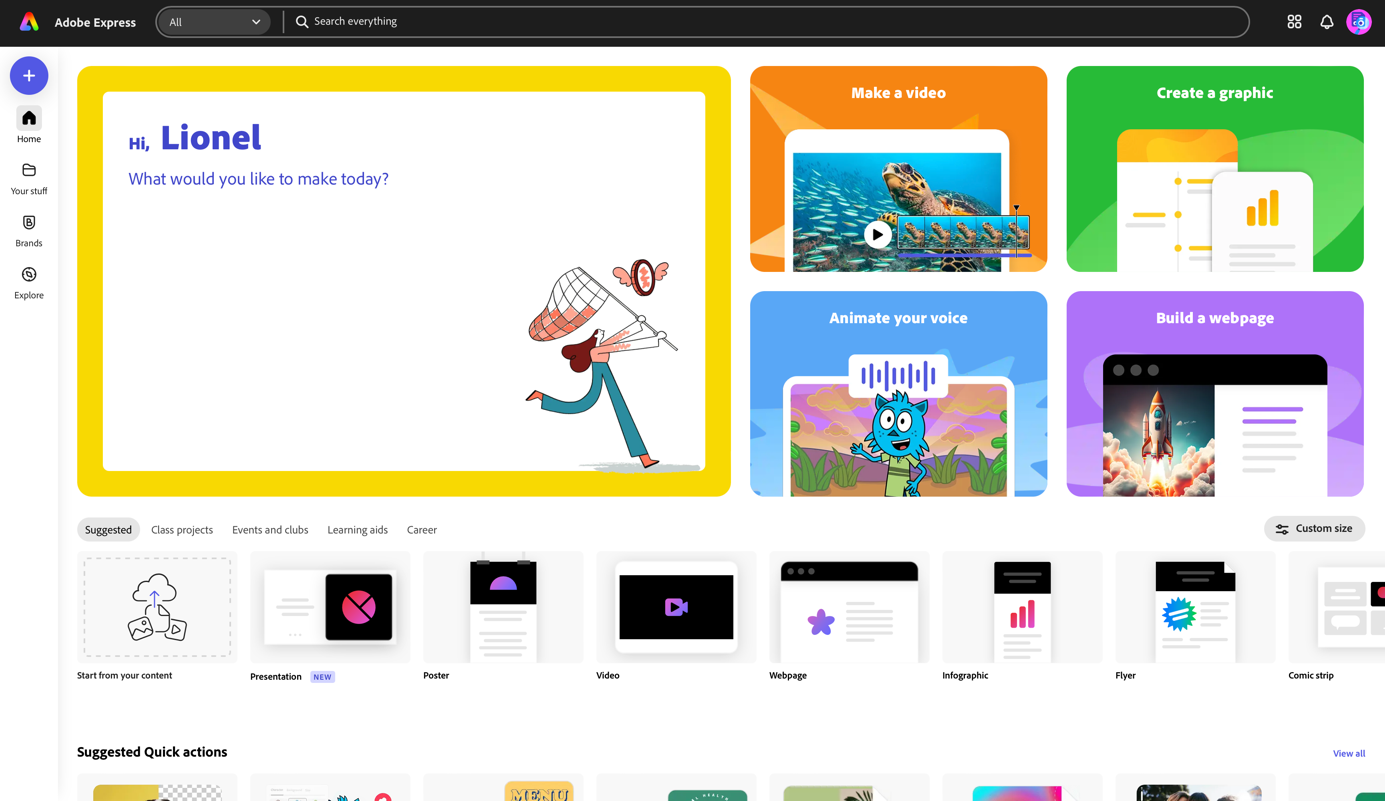 Adobe Express
All
Search everything
Home
Your stuff
Brands
Explore
Hi, Lionel
What would you like to make today?
Make a video
Create a graphic
Animate your voice
Build a webpage
Suggested
Class projects
Events and clubs
Learning aids
Career
Custom size
Start from your content
Presentation NEW
Poster
Video
Webpage
Infographic
Flyer
Comic strip
Suggested Quick actions
View all
MENU